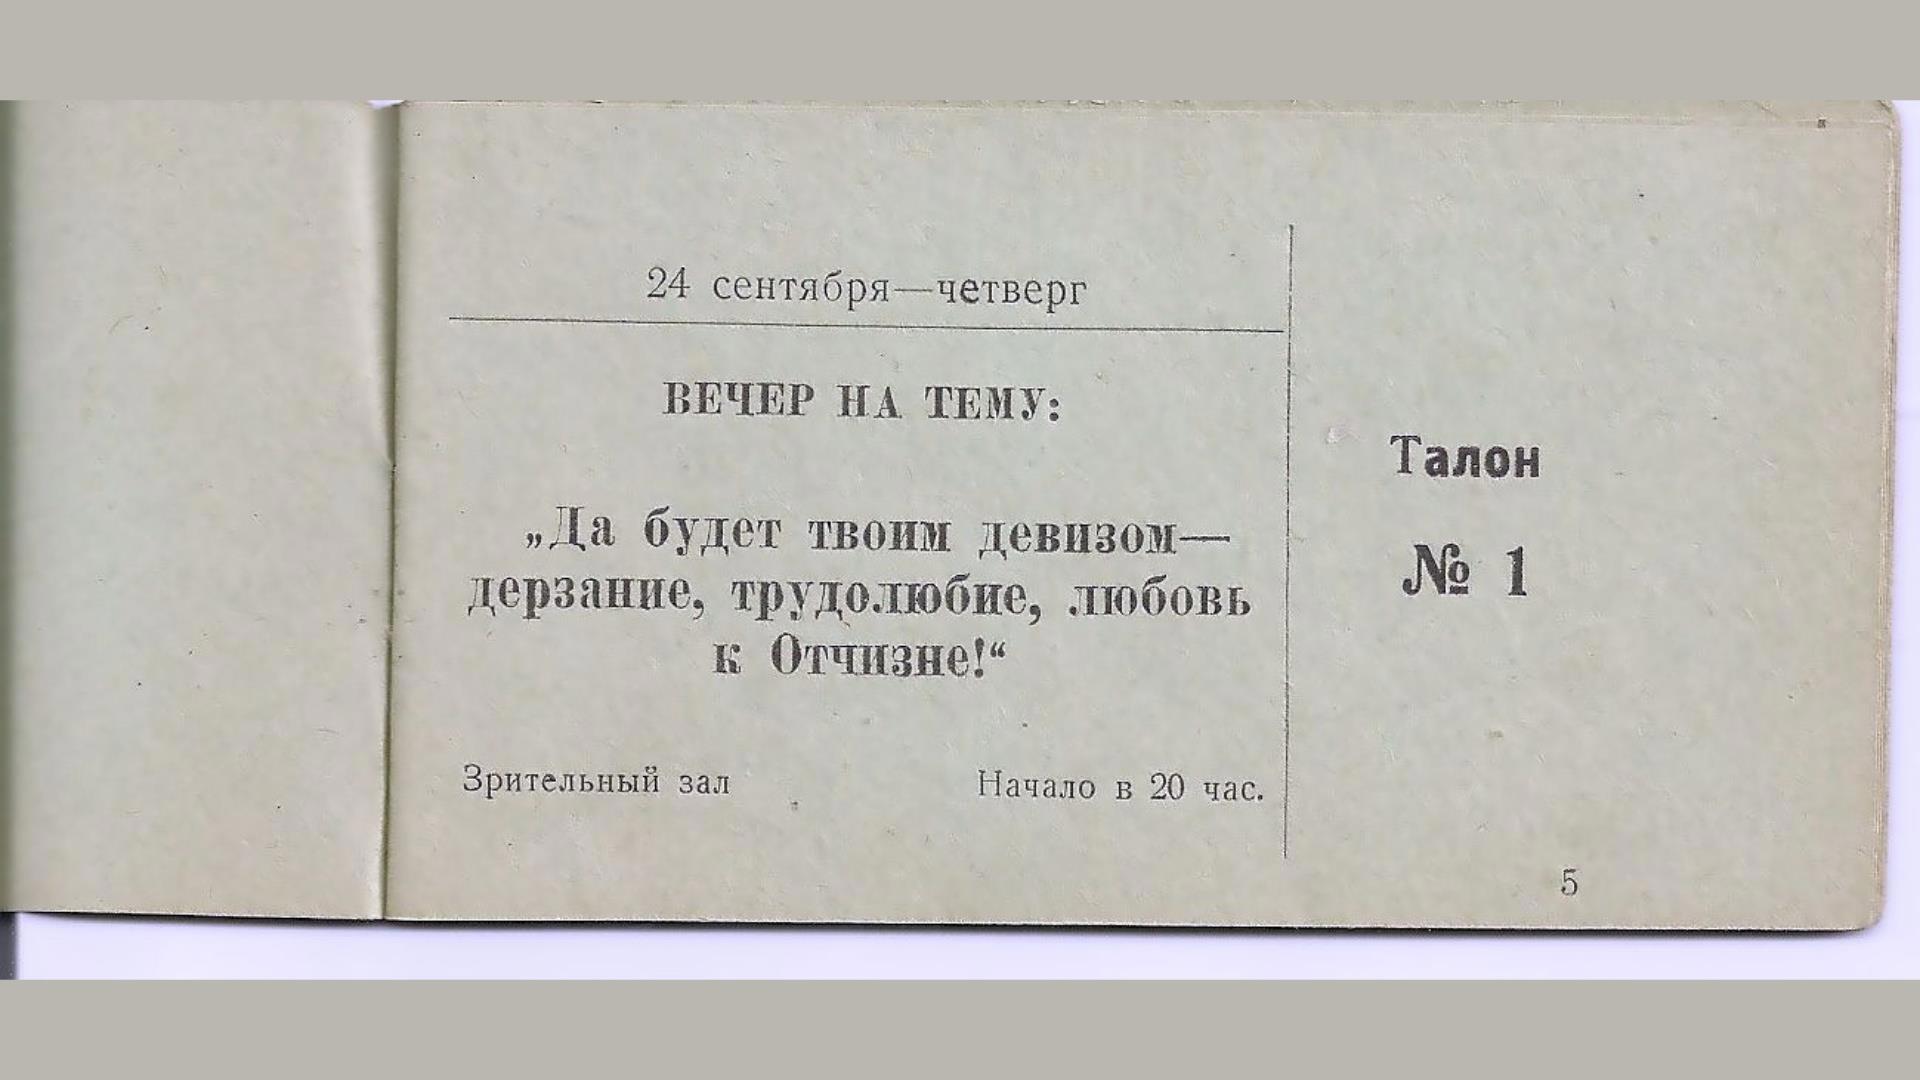 24 сентября—четверг
ВЕЧЕР НА ТЕМУ:
„Да будет твоим девизом—
дерзание, трудолюбие, любовь
к Отчизне!“
Зрительный зал
Начало в 20 час.
Талон
№ 1
5